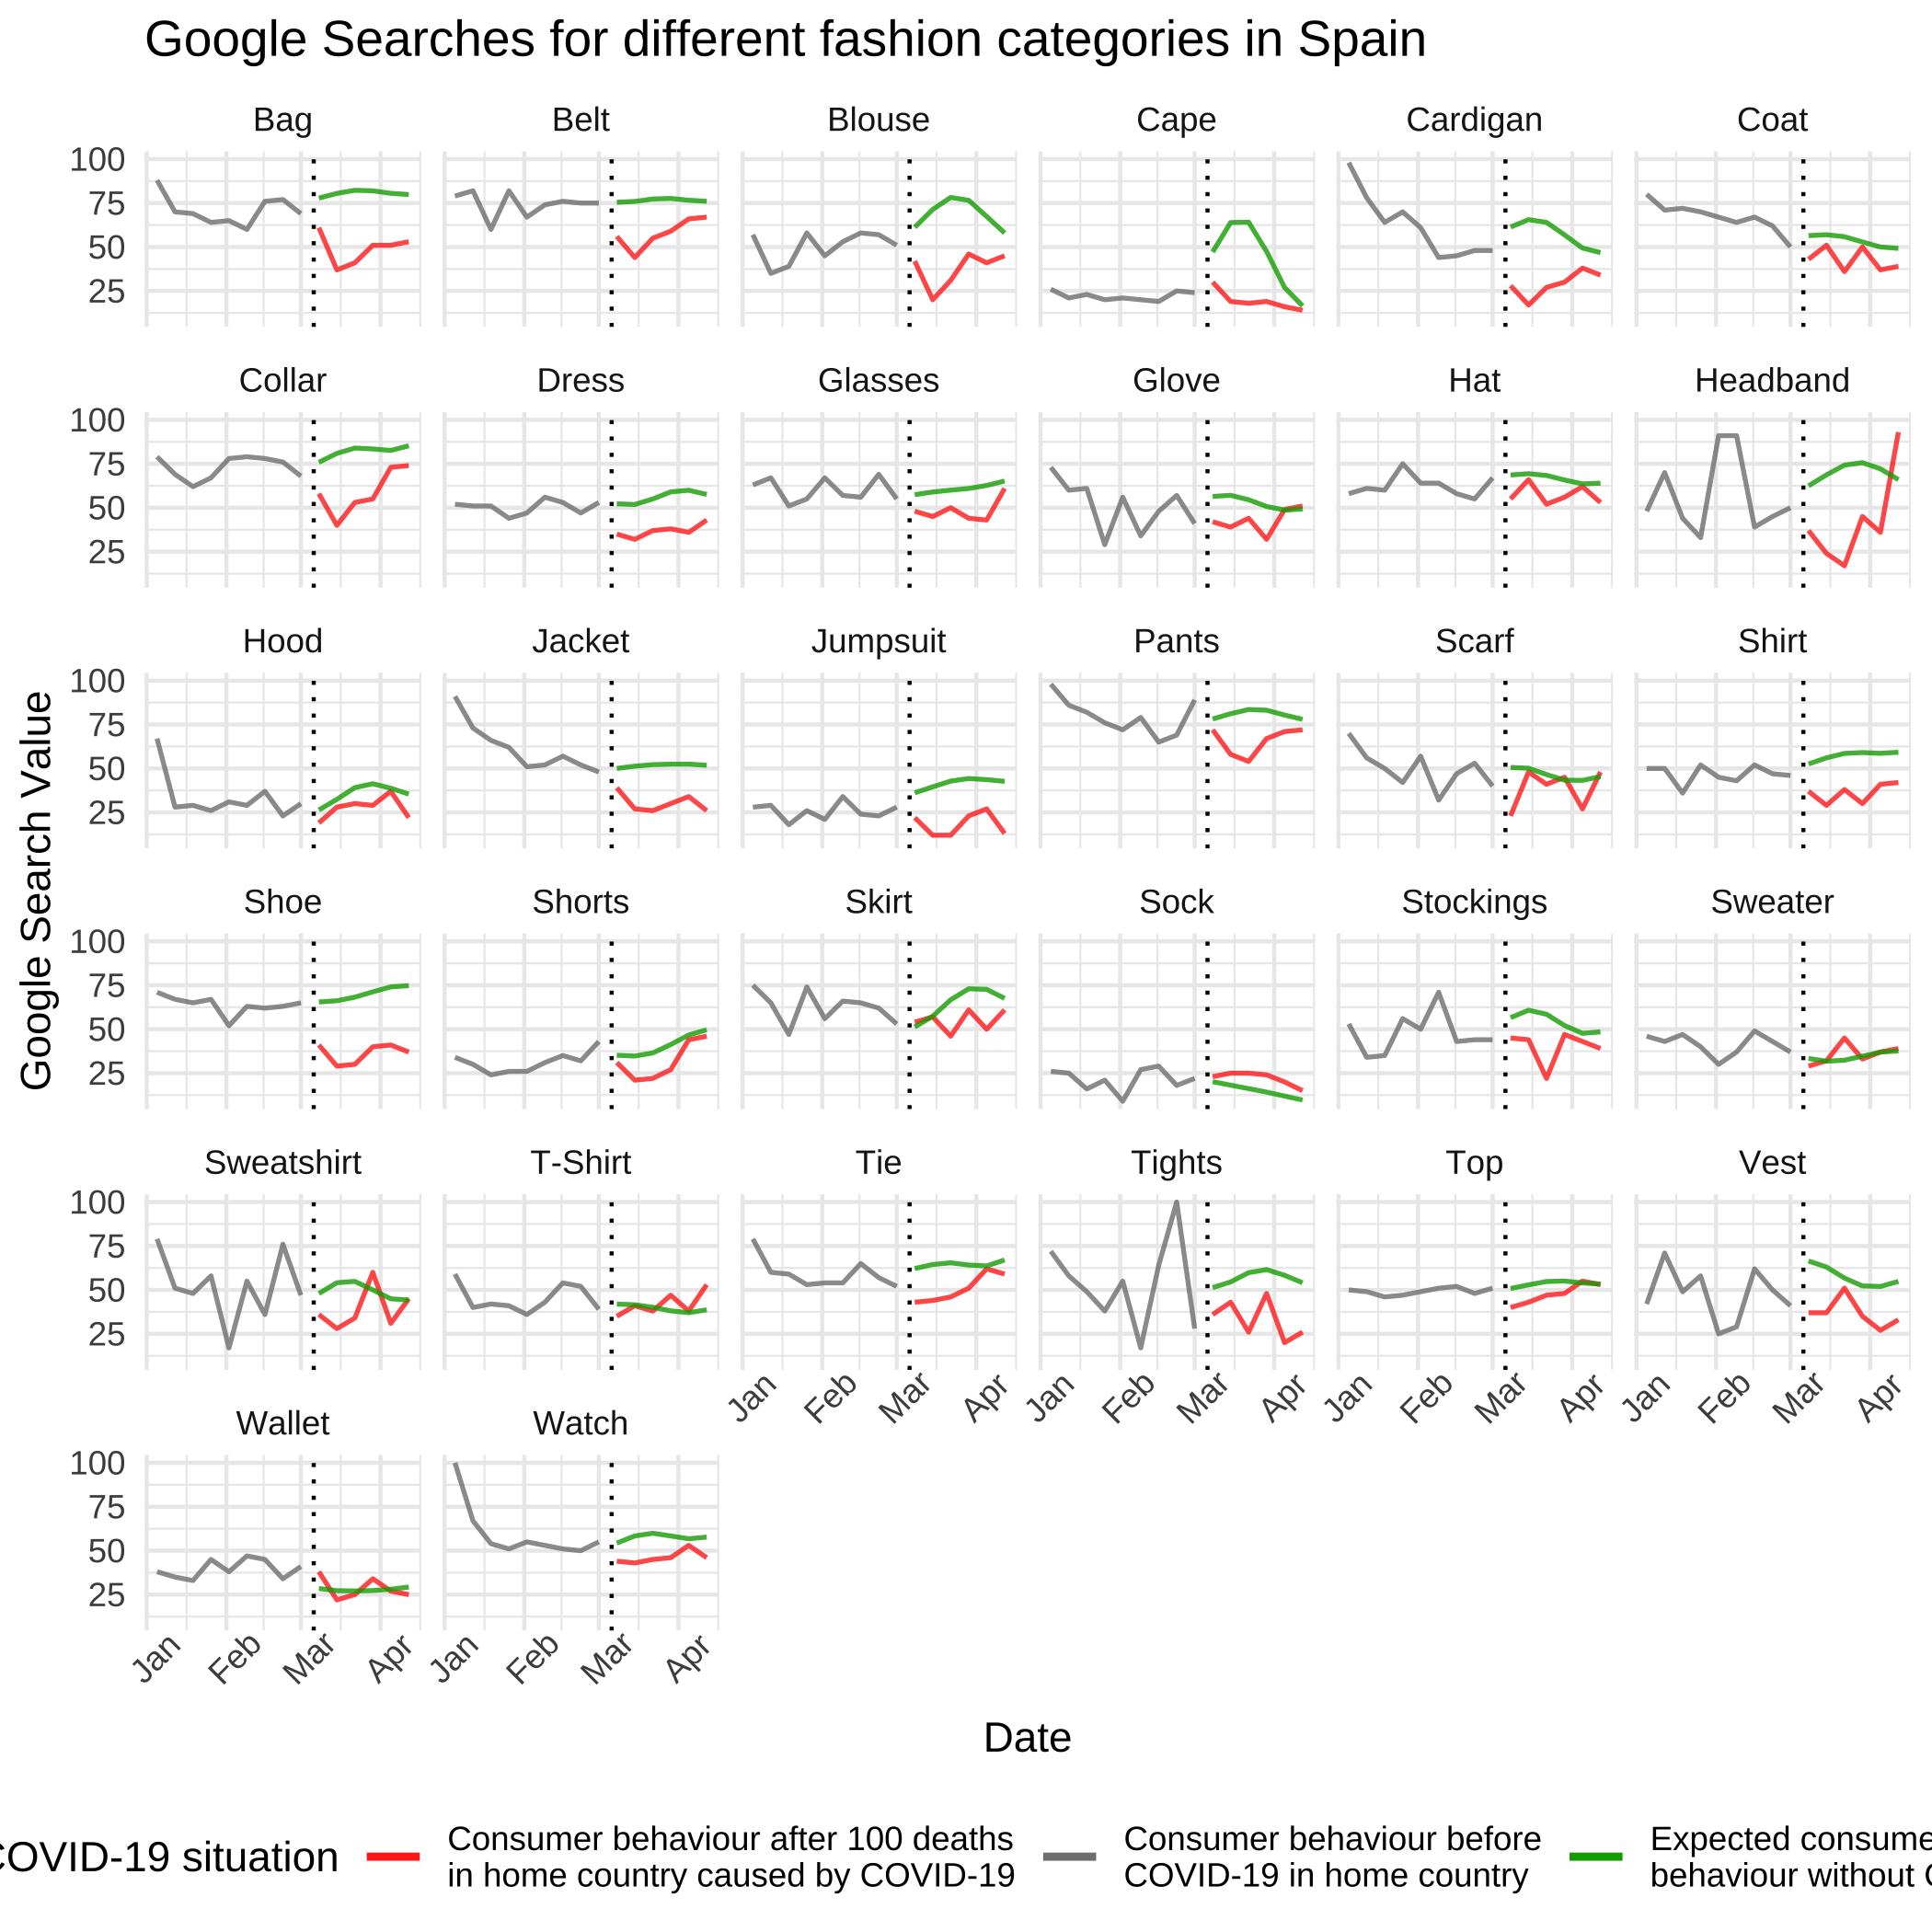 Google Searches for different fashion categories in Spain
Bag Belt Blouse Cape Cardigan Coat
100
75
50
25
Collar Dress Glasses Glove Hat Headband
100
75
50
25
Hood Jacket Jumpsuit Pants Scarf Shirt
100
75
50
25
Google Search Value
Shoe Shorts Skirt Sock Stockings Sweater
100
75
50
25
Sweatshirt T-Shirt Tie Tights Top Vest
100
75
50
25
Jan Feb Mar Apr Jan Feb Mar Apr Jan Feb Mar Apr Jan Feb Mar Apr
Wallet Watch
100
75
50
25
Jan Feb Mar Apr Jan Feb Mar Apr
Date
COVID-19 situation
Consumer behaviour after 100 deaths
in home country caused by COVID-19
Consumer behaviour before
COVID-19 in home country
Expected
behaviour without